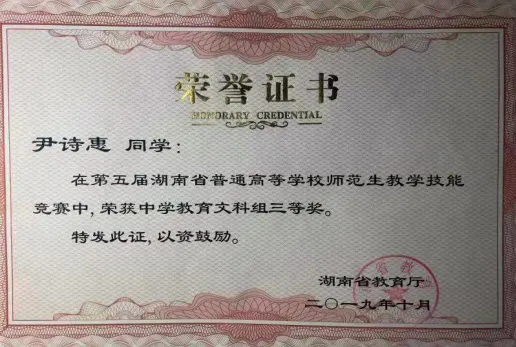 荣誉证书
HONORARY CREDENTIAL
尹诗惠 同学：
在第五届湖南省普通高等学校师范生教学技能
竞赛中，荣获中学教育文科组三等奖。
特发此证，以资鼓励。
湖南省教育厅
二〇一九年十月